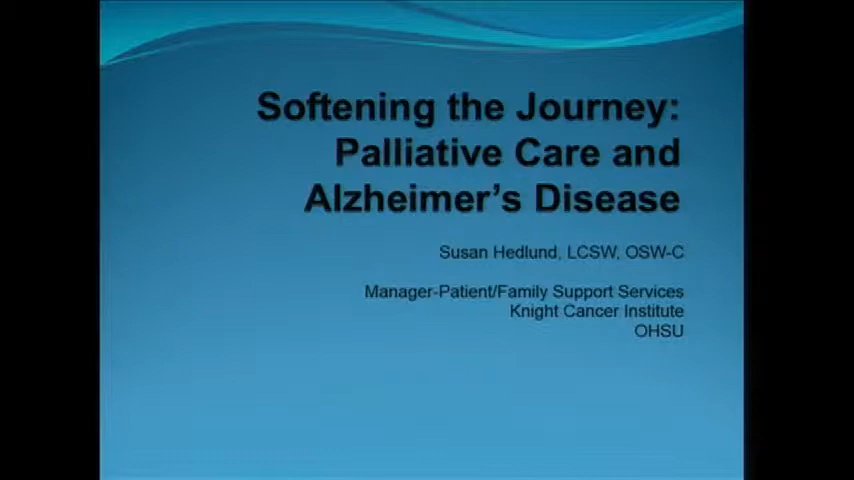 Softening the Journey:
Palliative Care and
Alzheimer's Disease
Susan Hedlund, LCSW, OSW-C
Manager-Patient/Family Support Services
Knight Cancer Institute
OHSU